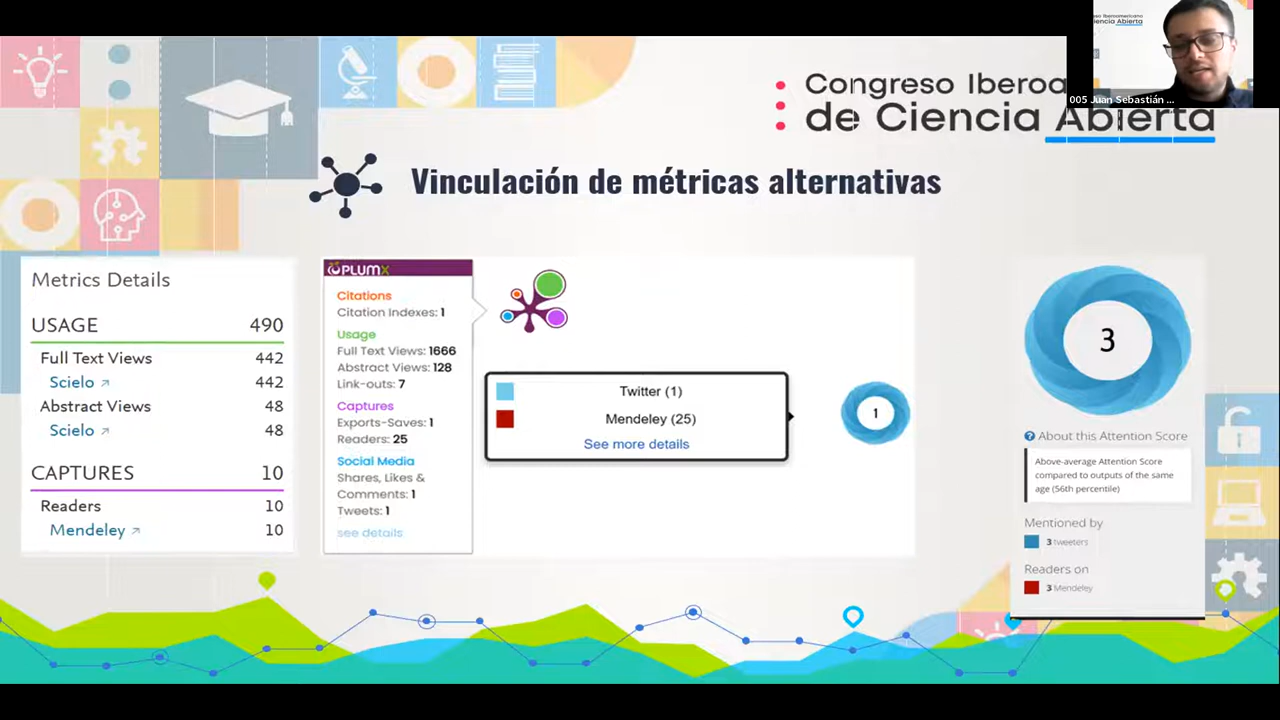 Congreso Iberoa
de Ciencia Abierta
005 Juan Sebastián ...
Vinculación de métricas alternativas
Metrics Details
USAGE 490
Full Text Views 442
Scielo 442
Abstract Views 48
Scielo 48
CAPTURES 10
Readers 10
Mendeley 10
PLUMX
Citations
Citation Indexes: 1
Usage
Full Text Views: 1666
Abstract Views: 128
Link-outs: 7
Captures
Exports-Saves: 1
Readers: 25
Social Media
Shares, Likes &
Comments: 1
Tweets: 1
see details
Twitter (1)
Mendeley (25)
See more details
1
3
? About this Attention Score
Above-average Attention Score
compared to outputs of the same
age (56th percentile)
Mentioned by
3 tweeters
Readers on
3 Mendeley